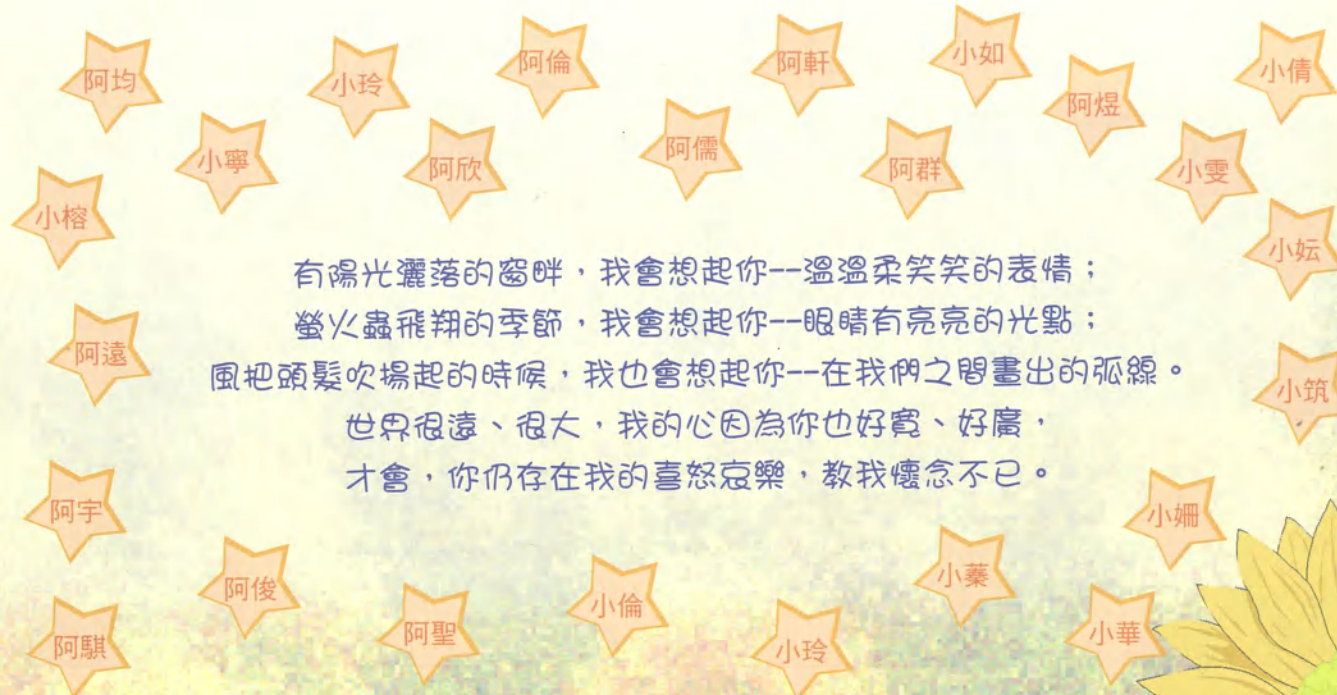 阿均
小玲
阿倫
阿軒
小如
阿煜
小倩
小寧
阿欣
阿儒
阿群
小雯
小榕
小妘
有陽光灑落的窗畔，我會想起你--溫溫柔笑笑的表情；
螢火蟲飛翔的季節，我會想起你--眼睛有亮亮的光點；
風把頭髮吹揚起的時候，我也會想起你--在我們之間畫出的弧線。
世界很遠、很大，我的心因為你也好寬、好廣，
才會，你仍存在我的喜怒哀樂，教我懷念不已。
阿遠
小筑
阿宇
小姍
阿俊
小蓁
阿騏
阿聖
小倫
小玲
小華